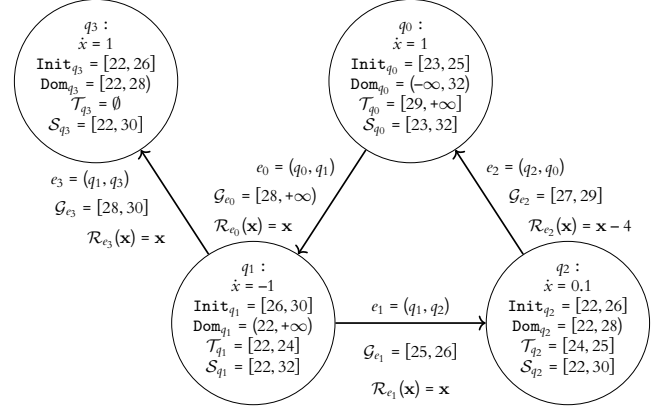 q₃ :
ẋ = 1
Init_q₃ = [22, 26]
Dom_q₃ = [22, 28)
𝒯_q₃ = ∅
𝒮_q₃ = [22, 30]
q₀ :
ẋ = 1
Init_q₀ = [23, 25]
Dom_q₀ = (−∞, 32)
𝒯_q₀ = [29, +∞]
𝒮_q₀ = [23, 32]
e₃ = (q₁, q₃)
𝒢_e₃ = [28, 30]
ℛ_e₃(𝐱) = 𝐱
e₀ = (q₀, q₁)
𝒢_e₀ = [28, +∞)
ℛ_e₀(𝐱) = 𝐱
e₂ = (q₂, q₀)
𝒢_e₂ = [27, 29]
ℛ_e₂(𝐱) = 𝐱 − 4
q₁ :
ẋ = −1
Init_q₁ = [26, 30]
Dom_q₁ = (22, +∞)
𝒯_q₁ = [22, 24]
𝒮_q₁ = [22, 32]
e₁ = (q₁, q₂)
𝒢_e₁ = [25, 26]
ℛ_e₁(𝐱) = 𝐱
q₂ :
ẋ = 0.1
Init_q₂ = [22, 26]
Dom_q₂ = [22, 28)
𝒯_q₂ = [24, 25]
𝒮_q₂ = [22, 30]